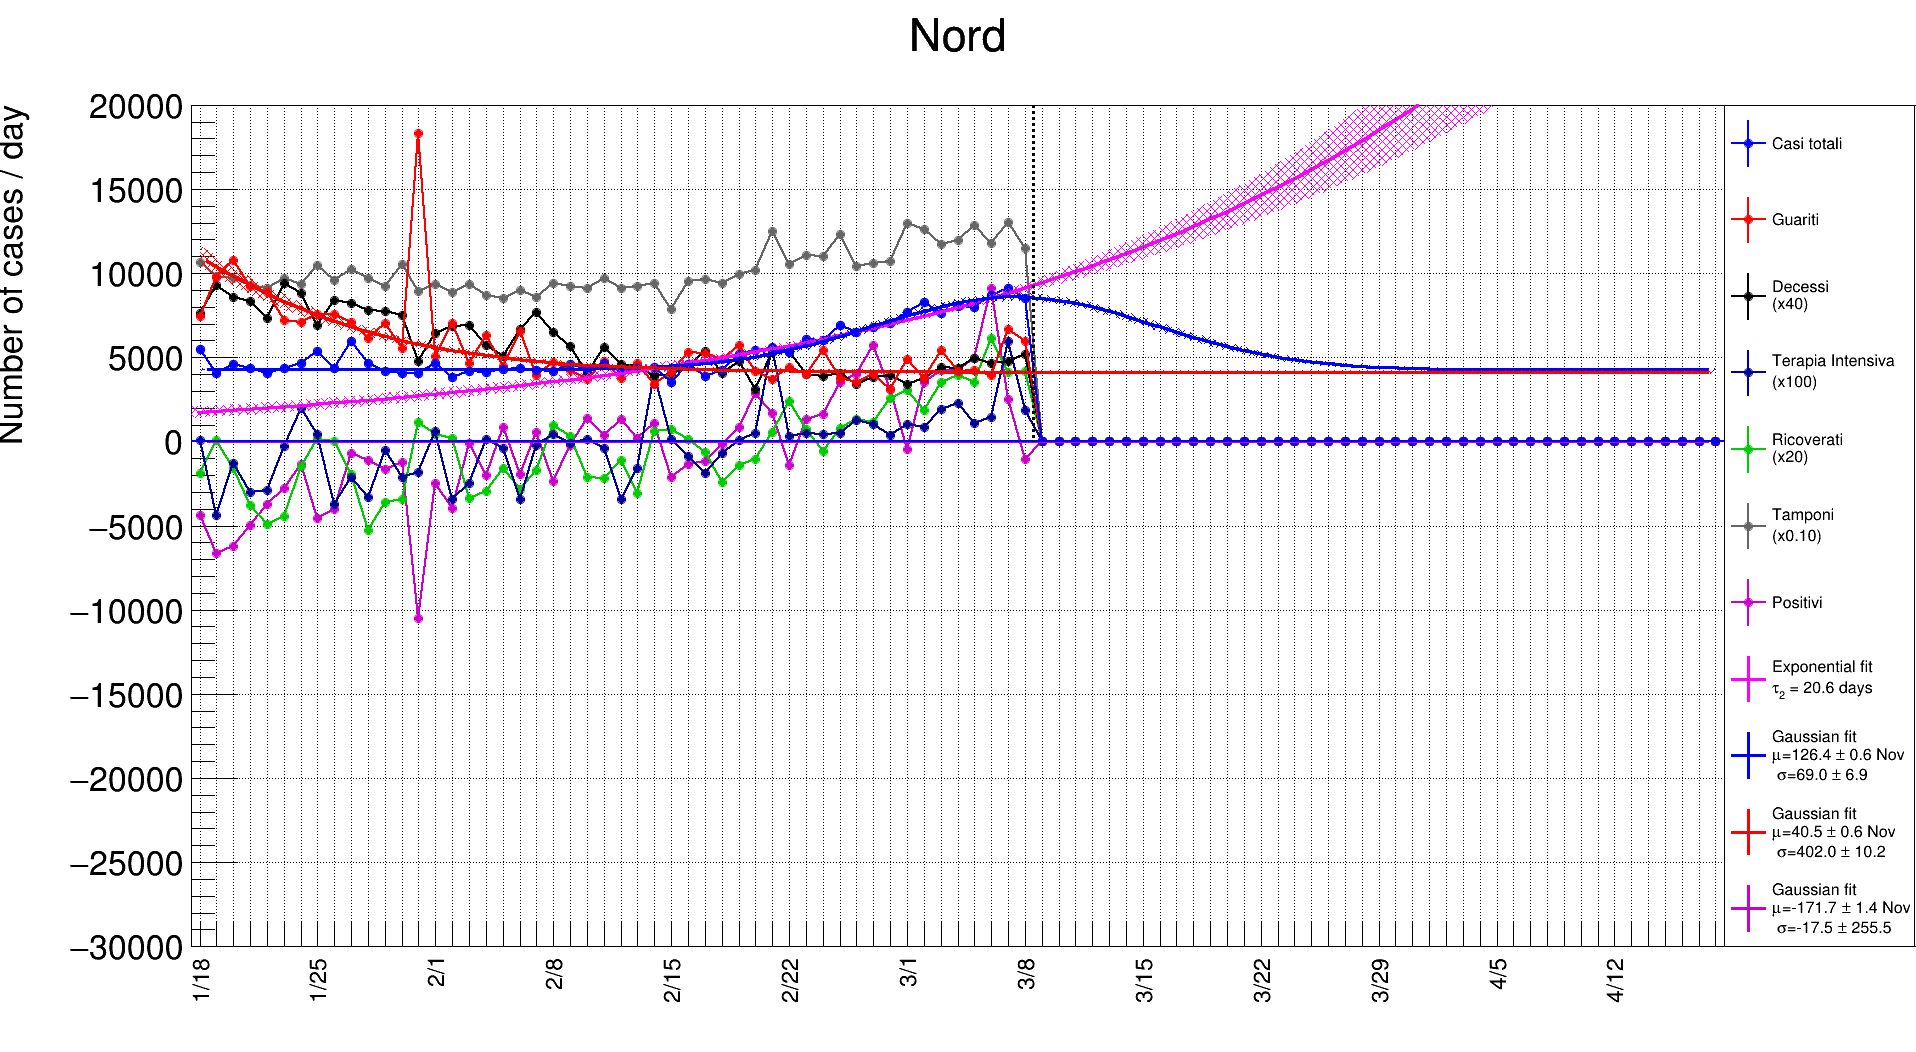 Nord
Number of cases / day
20000
15000
10000
5000
0
−5000
−10000
−15000
−20000
−25000
−30000
1/18
1/25
2/1
2/8
2/15
2/22
3/1
3/8
3/15
3/22
3/29
4/5
4/12
Casi totali
Guariti
Decessi
(x40)
Terapia Intensiva
(x100)
Ricoverati
(x20)
Tamponi
(x0.10)
Positivi
Exponential fit
τ2 = 20.6 days
Gaussian fit
μ=126.4 ± 0.6 Nov
σ=69.0 ± 6.9
Gaussian fit
μ=40.5 ± 0.6 Nov
σ=402.0 ± 10.2
Gaussian fit
μ=-171.7 ± 1.4 Nov
σ=-17.5 ± 255.5